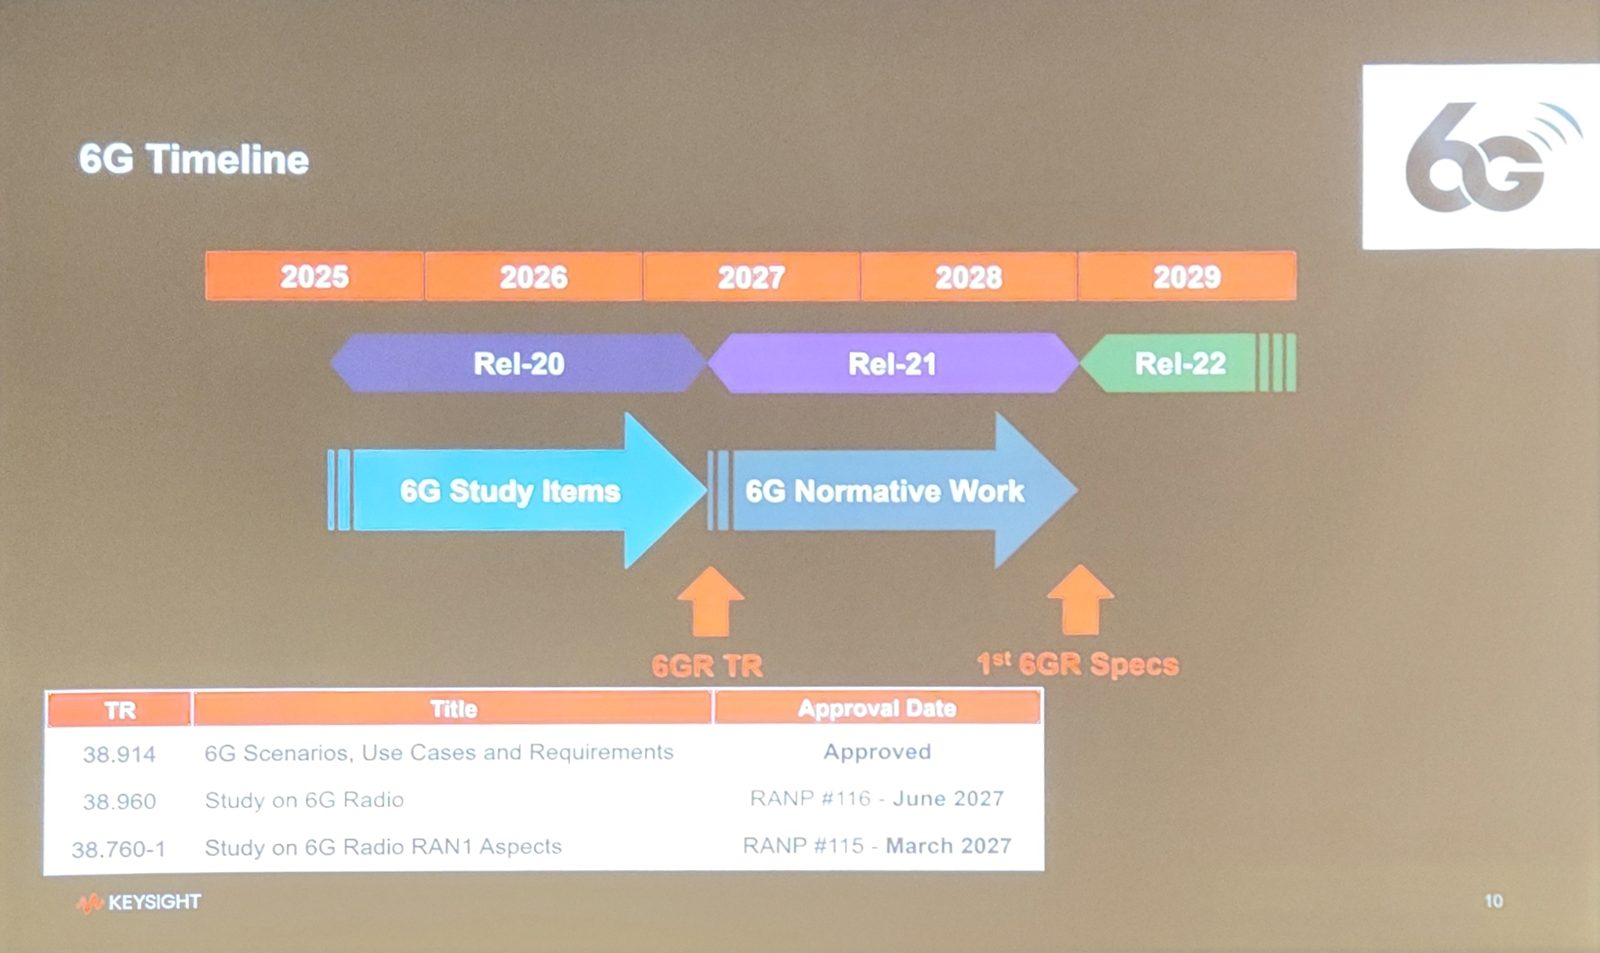 6G
6G Timeline
2025 2026 2027 2028 2029
Rel-20 Rel-21 Rel-22
6G Study Items 6G Normative Work
6GR TR 1st 6GR Specs
TR Title Approval Date
38.914 6G Scenarios, Use Cases and Requirements Approved
38.960 Study on 6G Radio RANP #116 - June 2027
38.760-1 Study on 6G Radio RAN1 Aspects RANP #115 - March 2027
KEYSIGHT 10